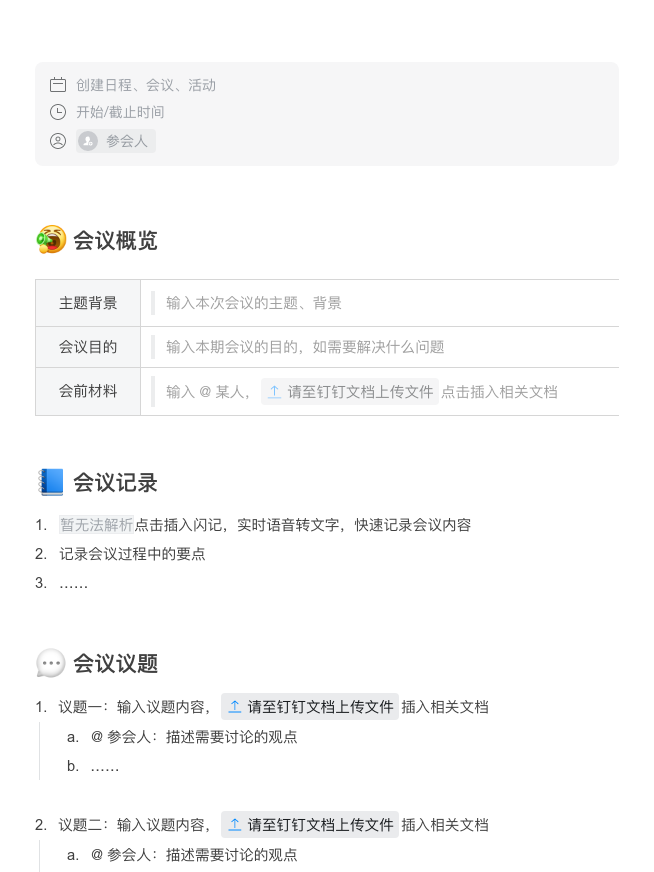 创建日程、会议、活动
开始/截止时间
参会人
会议概览
主题背景 输入本次会议的主题、背景
会议目的 输入本期会议的目的，如需要解决什么问题
会前材料 输入 @ 某人， 请至钉钉文档上传文件 点击插入相关文档
会议记录
1. 暂无法解析点击插入闪记，实时语音转文字，快速记录会议内容
2. 记录会议过程中的要点
3. ……
会议议题
1. 议题一：输入议题内容， 请至钉钉文档上传文件 插入相关文档
a. @ 参会人：描述需要讨论的观点
b. ……
2. 议题二：输入议题内容， 请至钉钉文档上传文件 插入相关文档
a. @ 参会人：描述需要讨论的观点